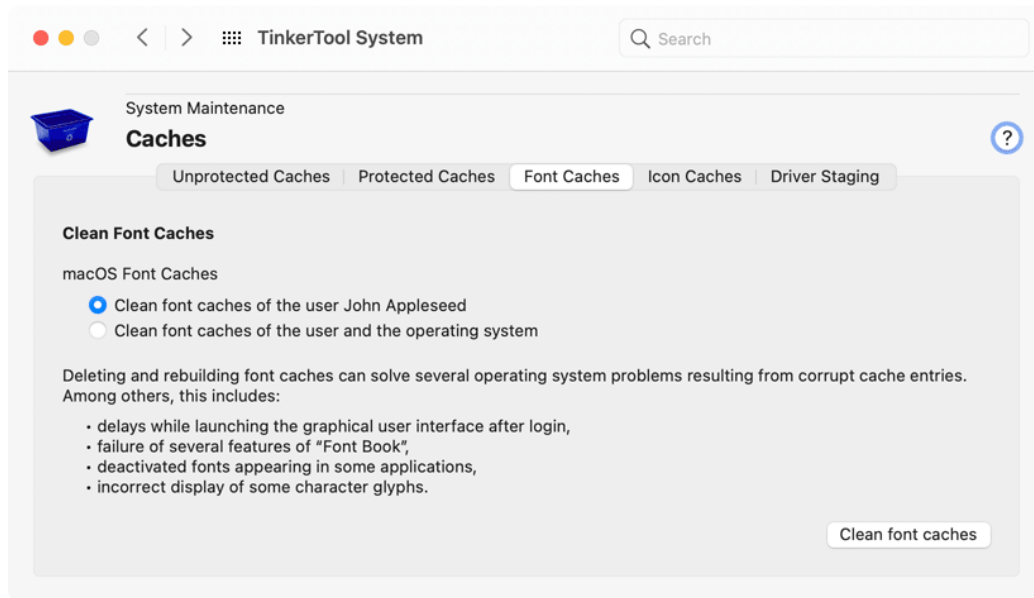 TinkerTool System
Search
System Maintenance
Caches
?
Unprotected Caches
Protected Caches
Font Caches
Icon Caches
Driver Staging
Clean Font Caches
macOS Font Caches
Clean font caches of the user John Appleseed
Clean font caches of the user and the operating system
Deleting and rebuilding font caches can solve several operating system problems resulting from corrupt cache entries.
Among others, this includes:
• delays while launching the graphical user interface after login,
• failure of several features of “Font Book”,
• deactivated fonts appearing in some applications,
• incorrect display of some character glyphs.
Clean font caches